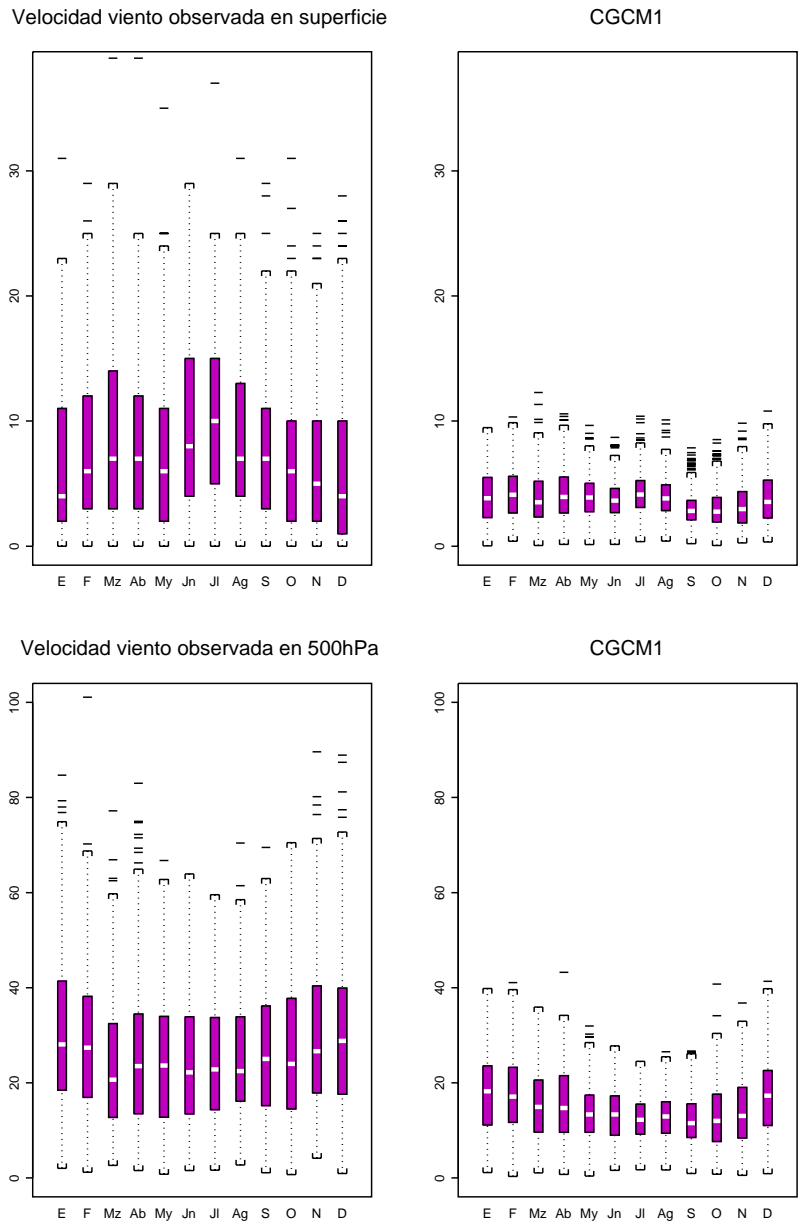 Velocidad viento observada en superficie
CGCM1
30
20
10
0
E F Mz Ab My Jn Jl Ag S O N D
30
20
10
0
E F Mz Ab My Jn Jl Ag S O N D
Velocidad viento observada en 500hPa
CGCM1
100
80
60
40
20
0
E F Mz Ab My Jn Jl Ag S O N D
100
80
60
40
20
0
E F Mz Ab My Jn Jl Ag S O N D